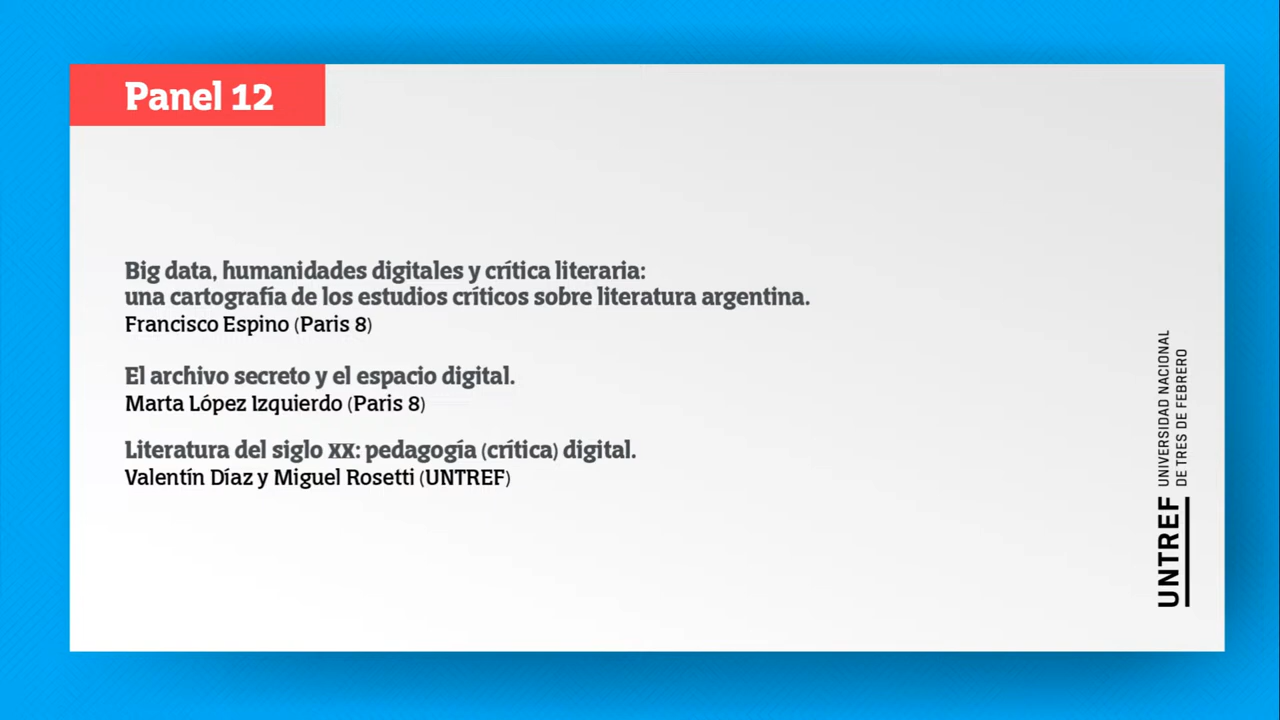 Panel 12
Big data, humanidades digitales y crítica literaria:
una cartografía de los estudios críticos sobre literatura argentina.
Francisco Espino (Paris 8)
El archivo secreto y el espacio digital.
Marta López Izquierdo (Paris 8)
Literatura del siglo XX: pedagogía (crítica) digital.
Valentín Díaz y Miguel Rosetti (UNTREF)
UNTREF
UNIVERSIDAD NACIONAL
DE TRES DE FEBRERO